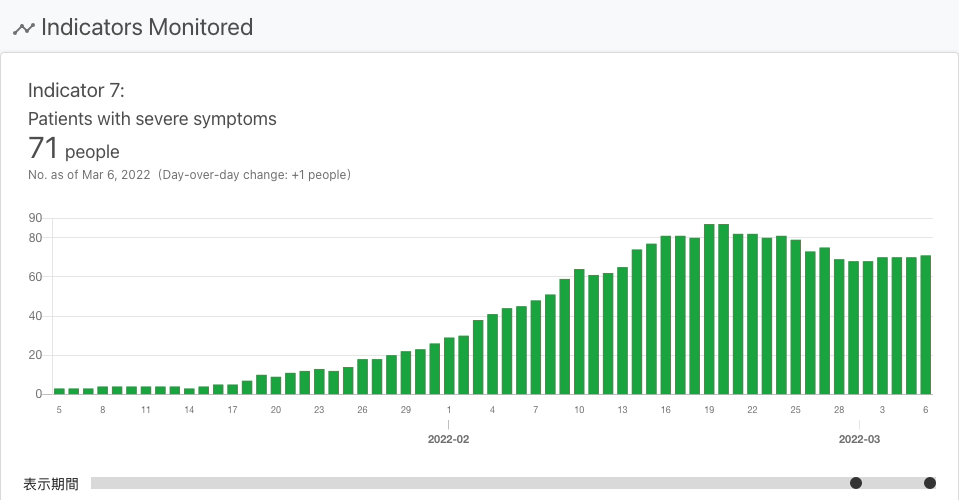 Indicators Monitored
Indicator 7:
Patients with severe symptoms
71 people
No. as of Mar 6, 2022 (Day-over-day change: +1 people)
90
80
60
40
20
0
5 8 11 14 17 20 23 26 29 1 4 7 10 13 16 19 22 25 28 3 6
2022-02 2022-03
表示期間